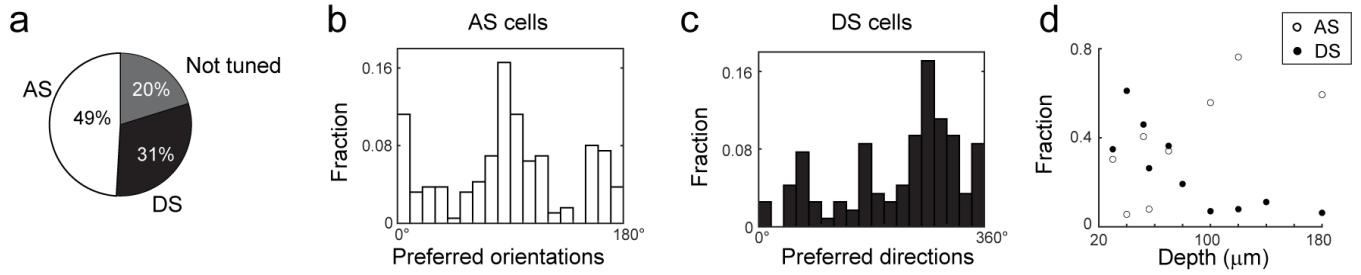 a
AS
49%
20%
Not tuned
31%
DS
b
AS cells
Fraction
0.16
0.08
0
0°
180°
Preferred orientations
c
DS cells
Fraction
0.16
0.08
0
0°
360°
Preferred directions
d
AS
DS
Fraction
0.8
0.4
0
20
100
180
Depth (μm)